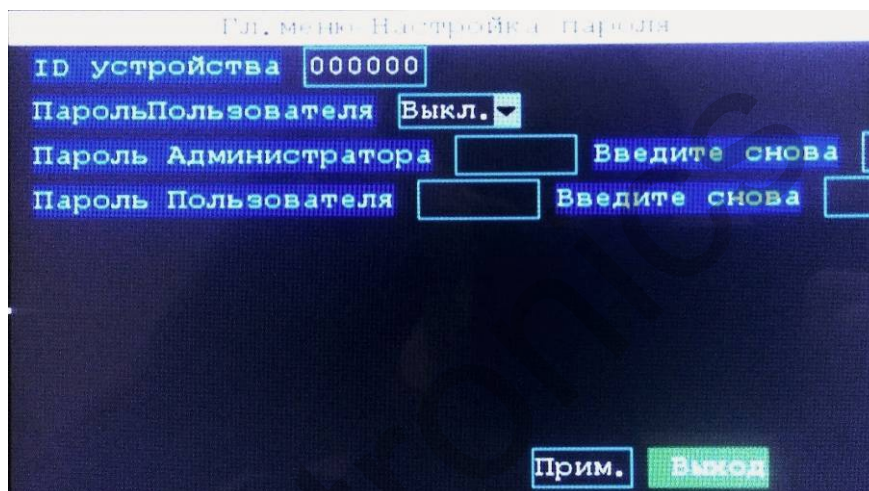 Гл.меню Настройка пароля
ID устройства 000000
ПарольПользователя Выкл.
Пароль Администратора Введите снова
Пароль Пользователя Введите снова
Прим. Выход